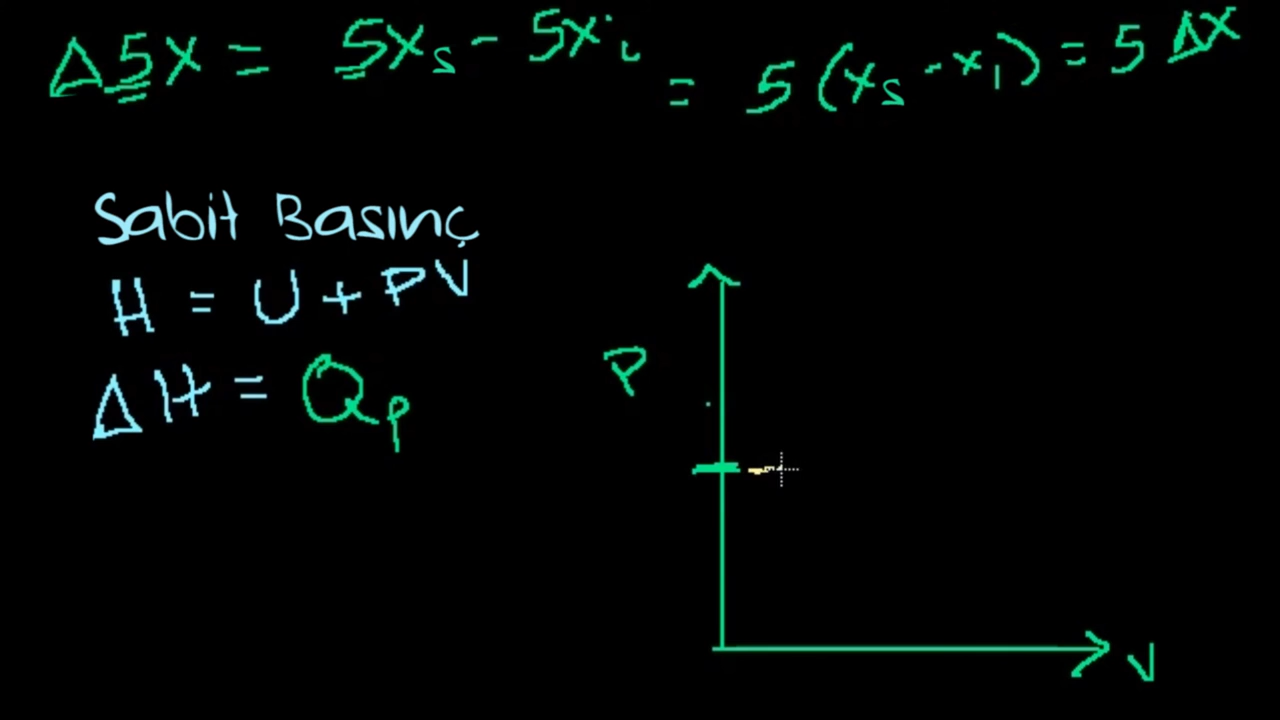 Δ5x = 5xₛ - 5xᵢ = 5(xₛ - x₁) = 5Δx
Sabit Basınç
H = U + PV
ΔH = Qₚ
P
V